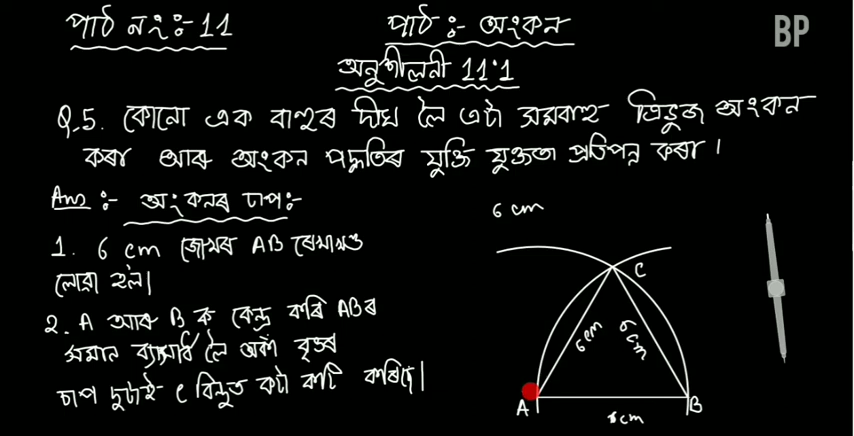 পাঠ নং:- 11
পাঠ :- অংকন
BP
অনুশীলনী 11.1
Q.5. কোনো এক বাহুৰ দীঘ লৈ এটা সমবাহু ত্ৰিভুজ অংকন
কৰা আৰু অংকন পদ্ধতিৰ যুক্তি যুক্ততা প্ৰতিপন্ন কৰা।
Ans :- অংকনৰ ঢাপ:-
1. 6 cm জোখৰ AB ৰেখাখণ্ড
লোৱা হ'ল।
2. A আৰু B ক কেন্দ্ৰ কৰি ABৰ
সমান ব্যাসাৰ্ধ লৈ অঁকা বৃত্তৰ
চাপ দুটাই C বিন্দুত কটা কটি কৰিছে।
6 cm
C
6cm
6cm
A
B
6cm